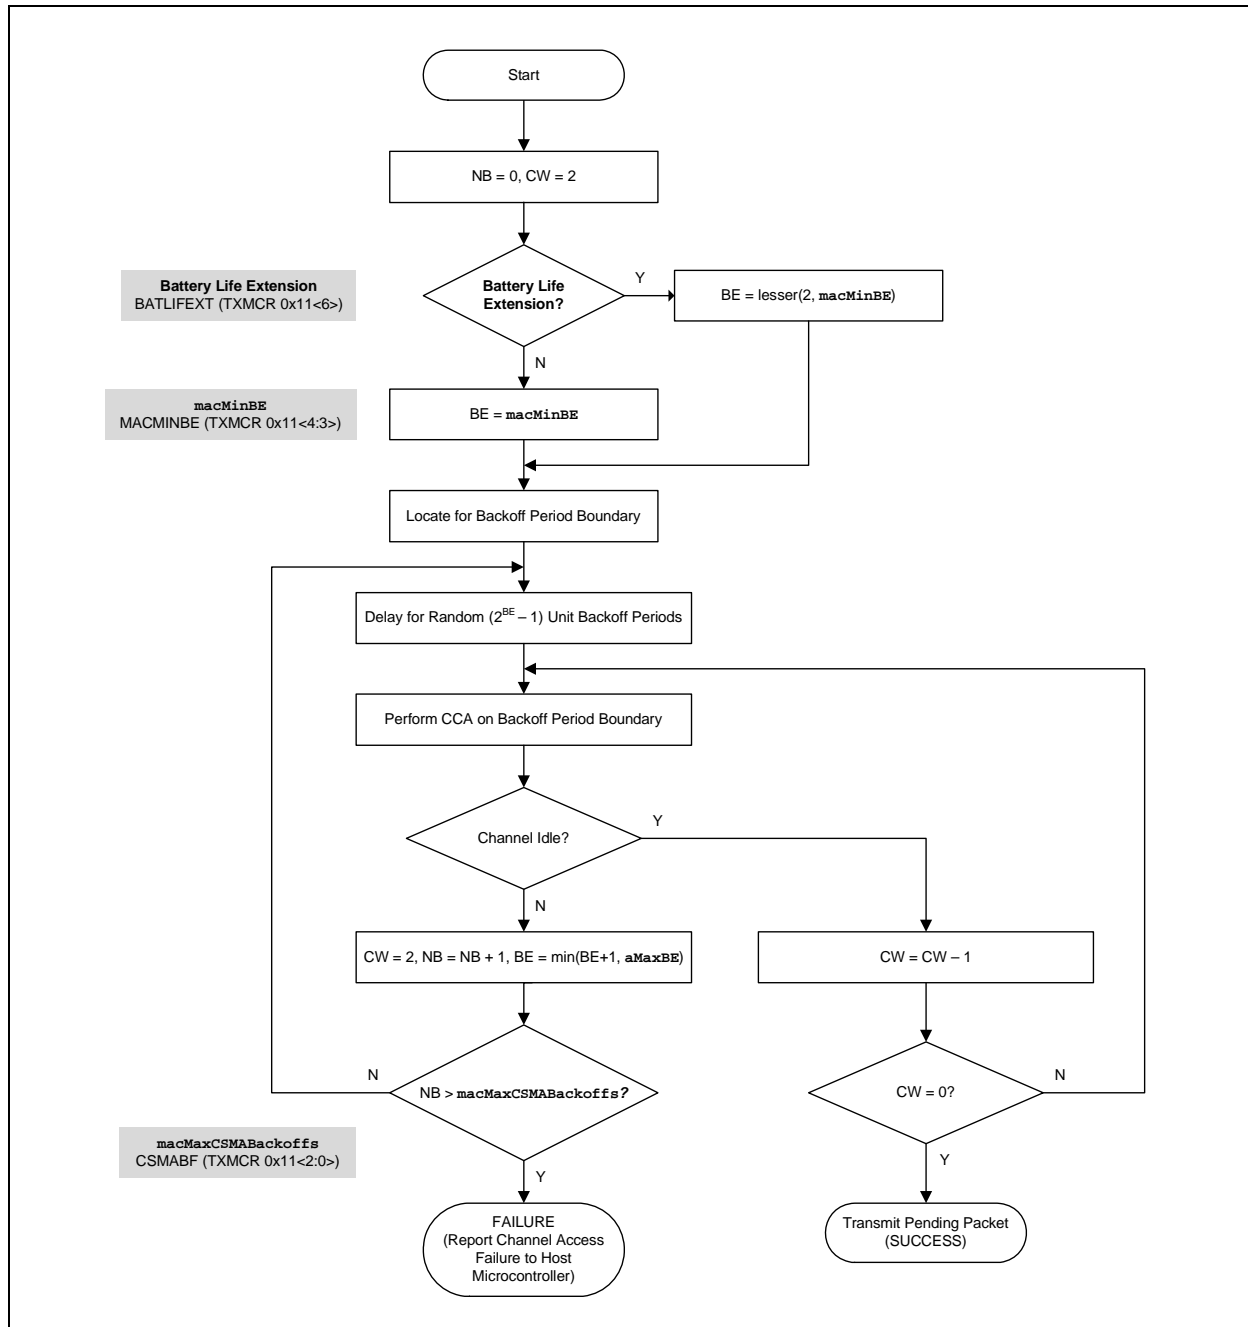 Start
NB = 0, CW = 2
Battery Life Extension
BATLIFEXT (TXMCR 0x11<6>)
Battery Life
Extension?
Y
BE = lesser(2, macMinBE)
N
macMinBE
MACMINBE (TXMCR 0x11<4:3>)
BE = macMinBE
Locate for Backoff Period Boundary
Delay for Random (2^BE – 1) Unit Backoff Periods
Perform CCA on Backoff Period Boundary
Channel Idle?
Y
N
CW = 2, NB = NB + 1, BE = min(BE+1, aMaxBE)
CW = CW – 1
N
NB > macMaxCSMABackoffs?
CW = 0?
N
macMaxCSMABackoffs
CSMABF (TXMCR 0x11<2:0>)
Y
Y
FAILURE
(Report Channel Access
Failure to Host
Microcontroller)
Transmit Pending Packet
(SUCCESS)